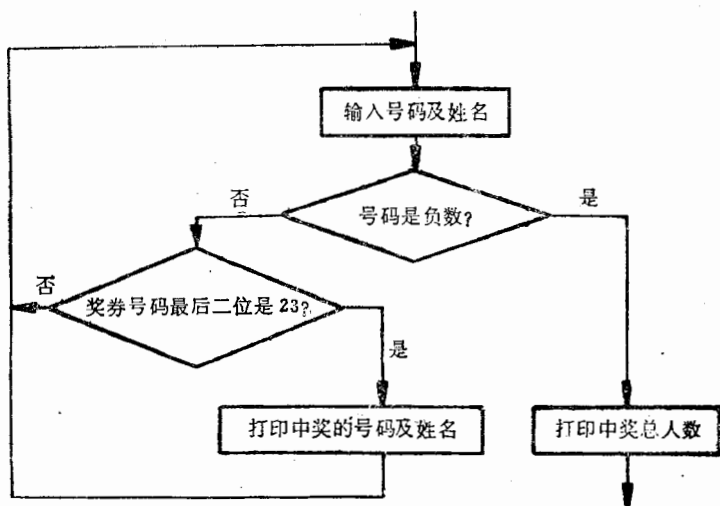 输入号码及姓名
号码是负数?
否
是
奖券号码最后二位是 23?
否
是
打印中奖的号码及姓名
打印中奖总人数